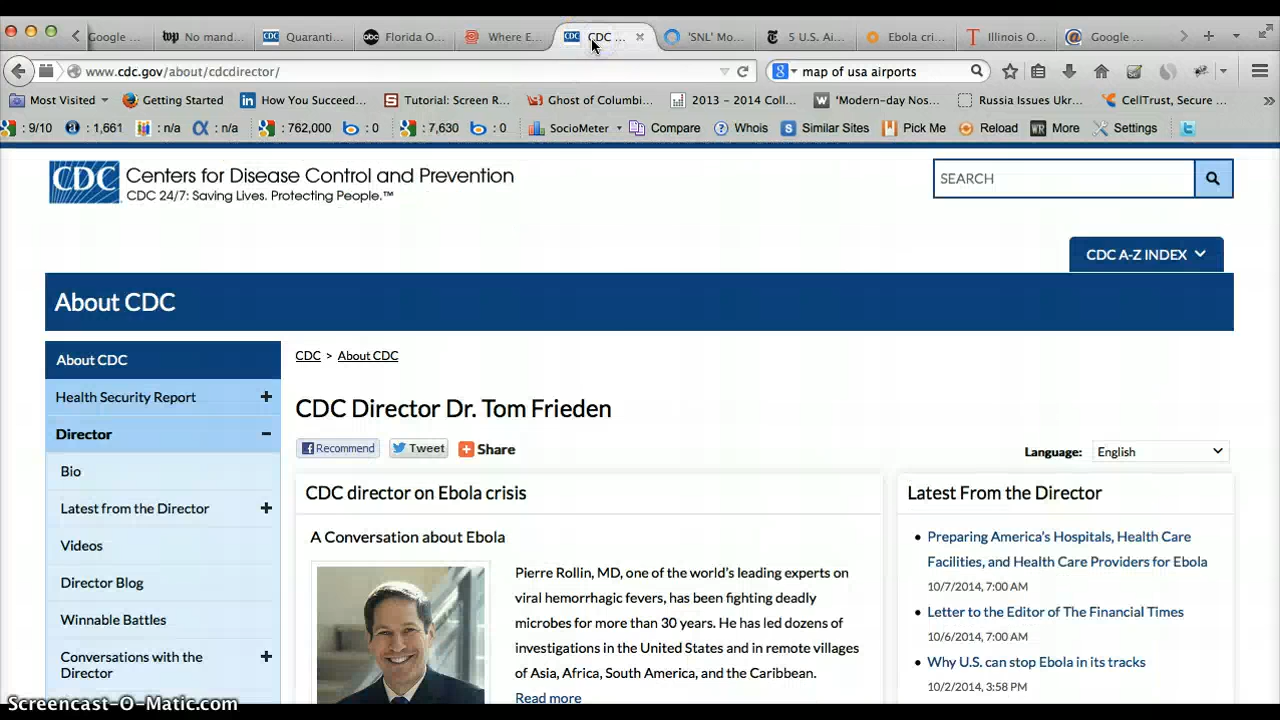 Google ...
wp No mand...
CDC Quaranti...
abc Florida O...
Where E...
CDC CDC ...
'SNL' Mo...
5 U.S. Ai...
Ebola cri...
Illinois O...
Google ...
www.cdc.gov/about/cdcdirector/
map of usa airports
Most Visited
Getting Started
How You Succeed...
Tutorial: Screen R...
Ghost of Columbi...
2013 - 2014 Coll...
'Modern-day Nos...
Russia Issues Ukr...
CellTrust, Secure ...
: 9/10
: 1,661
: n/a
: n/a
: 762,000
: 0
: 7,630
: 0
SocioMeter
Compare
Whois
Similar Sites
Pick Me
Reload
WR More
Settings
CDC Centers for Disease Control and Prevention
CDC 24/7: Saving Lives. Protecting People.™
SEARCH
CDC A-Z INDEX
About CDC
About CDC
Health Security Report +
Director −
Bio
Latest from the Director +
Videos
Director Blog
Winnable Battles
Conversations with the +
Director
CDC > About CDC
CDC Director Dr. Tom Frieden
Recommend Tweet Share
Language: English
CDC director on Ebola crisis
A Conversation about Ebola
Pierre Rollin, MD, one of the world's leading experts on
viral hemorrhagic fevers, has been fighting deadly
microbes for more than 30 years. He has led dozens of
investigations in the United States and in remote villages
of Asia, Africa, South America, and the Caribbean.
Read more
Latest From the Director
Preparing America's Hospitals, Health Care
Facilities, and Health Care Providers for Ebola
10/7/2014, 7:00 AM
Letter to the Editor of The Financial Times
10/6/2014, 7:00 AM
Why U.S. can stop Ebola in its tracks
10/2/2014, 3:58 PM
Screencast-O-Matic.com